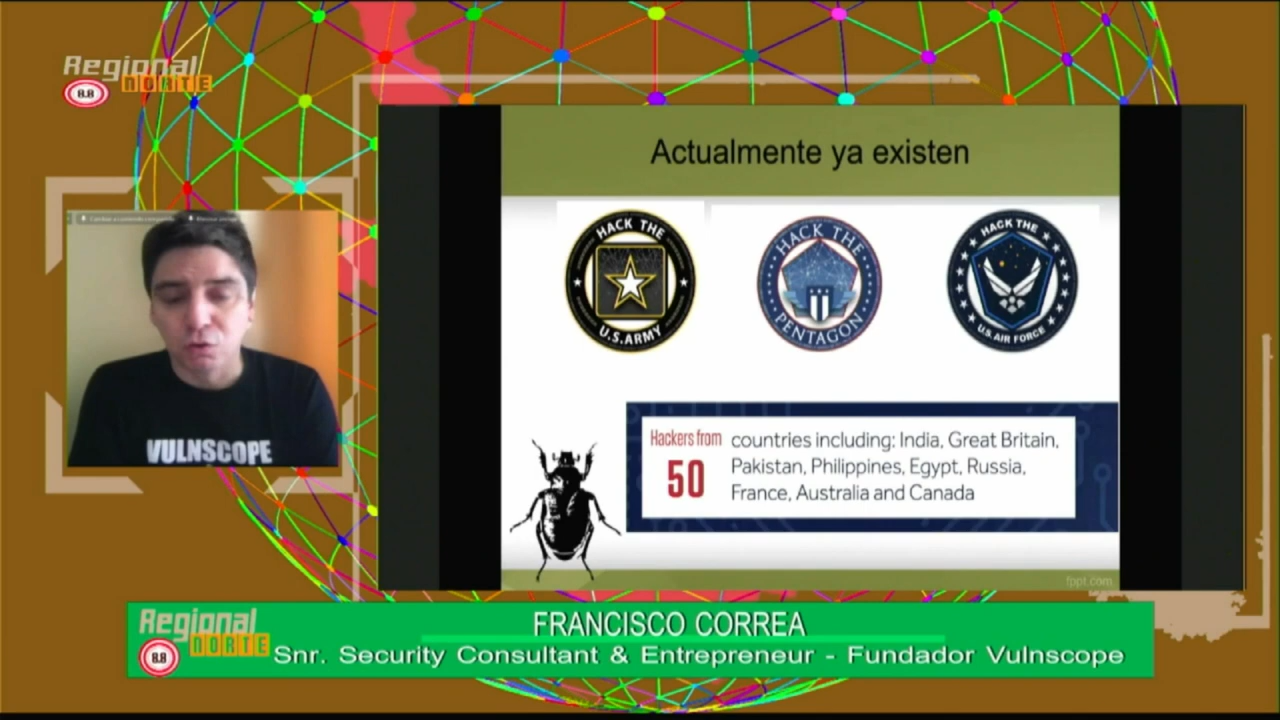 Regional
NORTE
8.8
Actualmente ya existen
HACK THE
U.S.ARMY
HACK THE
PENTAGON
HACK THE
U.S. AIR FORCE
VULNSCOPE
Hackers from
50
countries including: India, Great Britain,
Pakistan, Philippines, Egypt, Russia,
France, Australia and Canada
fppt.com
Regional
NORTE
8.8
FRANCISCO CORREA
Snr. Security Consultant & Entrepreneur - Fundador Vulnscope